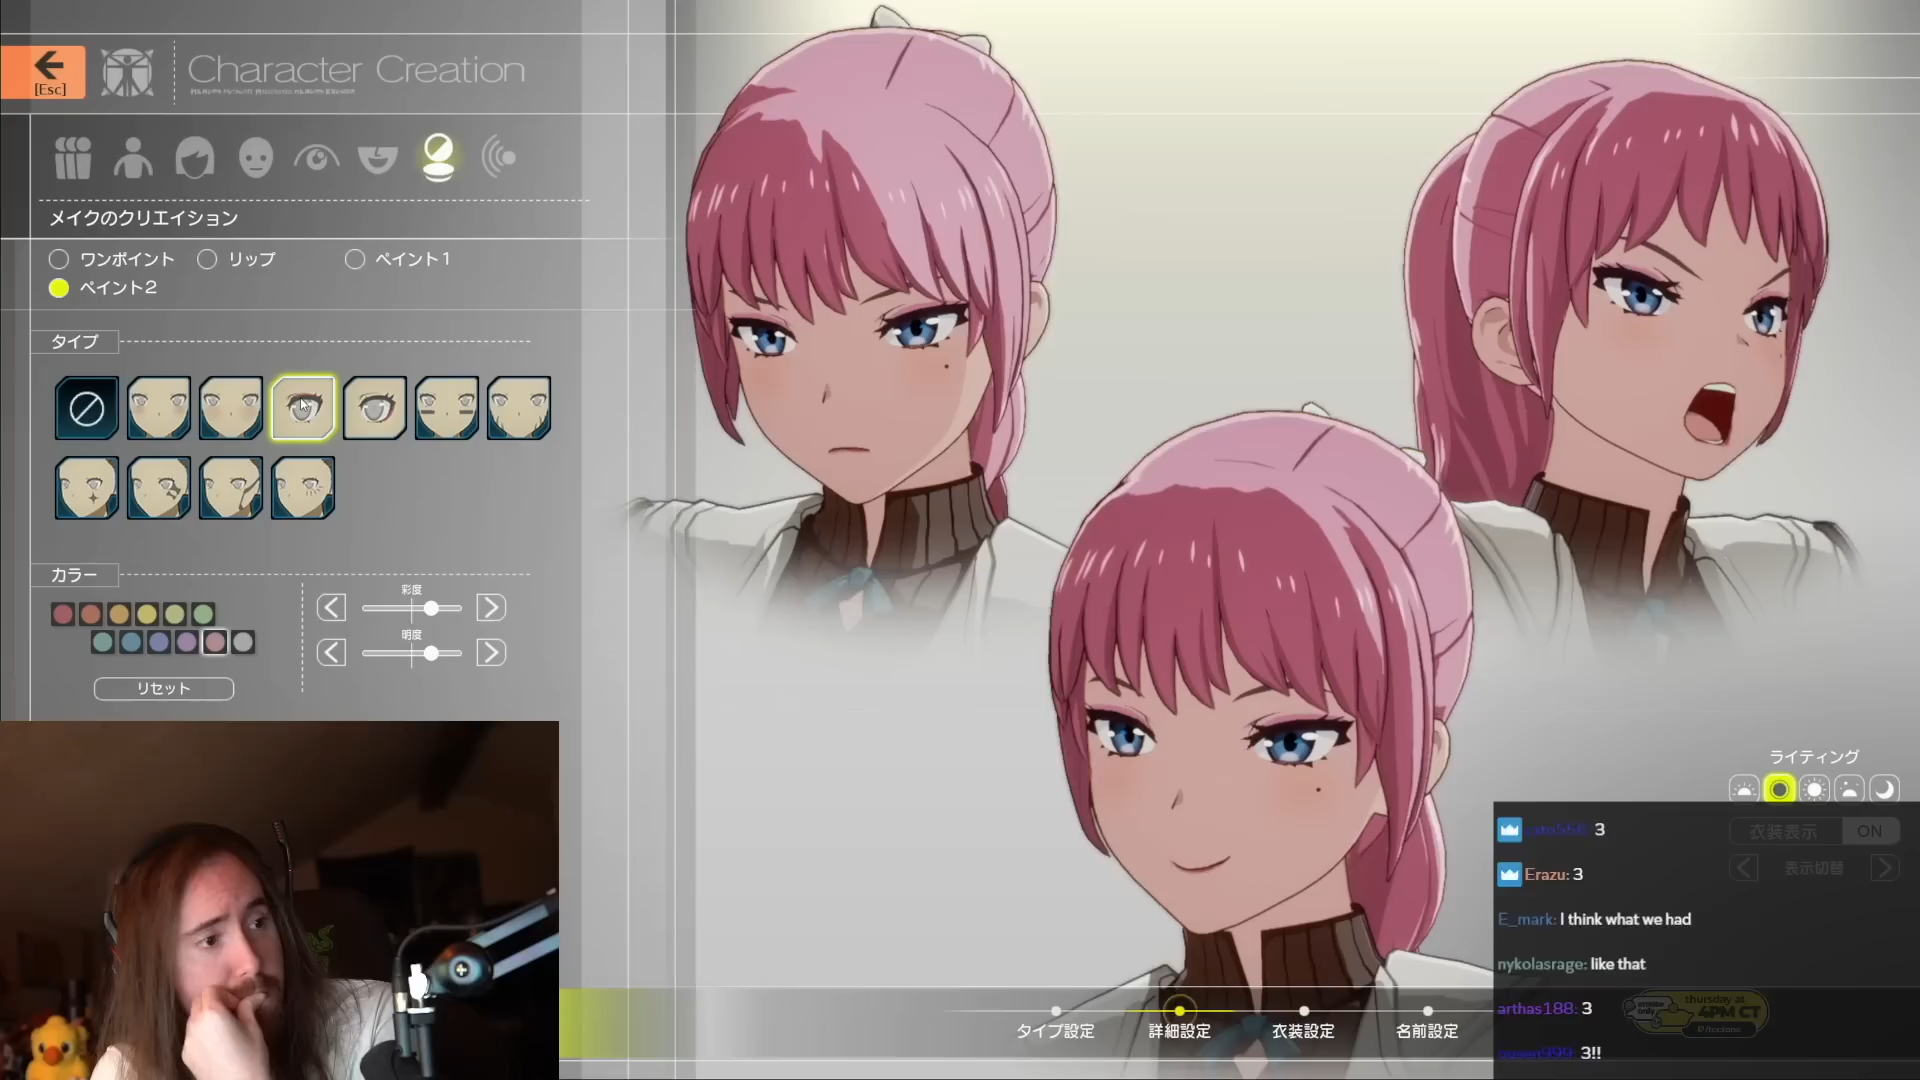 [Esc]
Character Creation
メイクのクリエイション
ワンポイント リップ ペイント1
ペイント2
タイプ
カラー
彩度
明度
リセット
ライティング
衣装表示 ON
表示切替
Erazu: 3
E_mark: I think what we had
nykolasrage: like that
arthas188: 3
3!!
thursday at
4PM CT
タイプ設定 詳細設定 衣装設定 名前設定